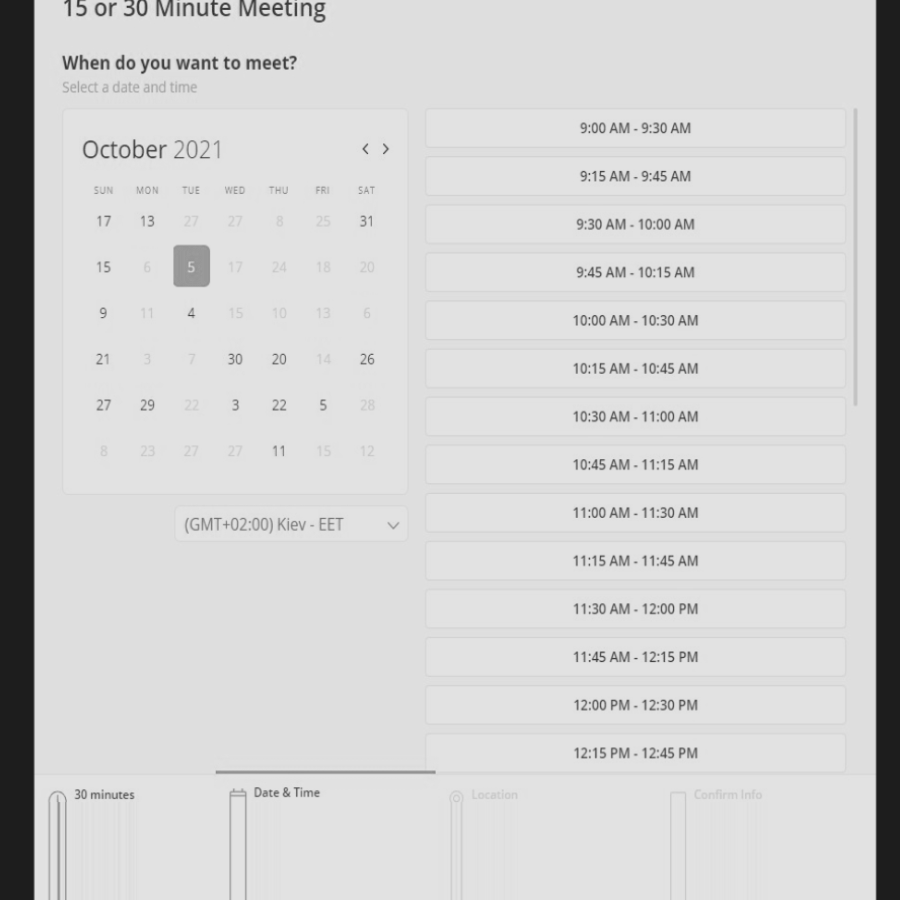 15 or 30 Minute Meeting
When do you want to meet?
Select a date and time
October 2021
SUN MON TUE WED THU FRI SAT
17 13 27 27 8 25 31
15 6 5 17 24 18 20
9 11 4 15 10 13 6
21 3 7 30 20 14 26
27 29 22 3 22 5 28
8 23 27 27 11 15 12
(GMT+02:00) Kiev - EET
9:00 AM - 9:30 AM
9:15 AM - 9:45 AM
9:30 AM - 10:00 AM
9:45 AM - 10:15 AM
10:00 AM - 10:30 AM
10:15 AM - 10:45 AM
10:30 AM - 11:00 AM
10:45 AM - 11:15 AM
11:00 AM - 11:30 AM
11:15 AM - 11:45 AM
11:30 AM - 12:00 PM
11:45 AM - 12:15 PM
12:00 PM - 12:30 PM
12:15 PM - 12:45 PM
30 minutes
Date & Time
Location
Confirm Info